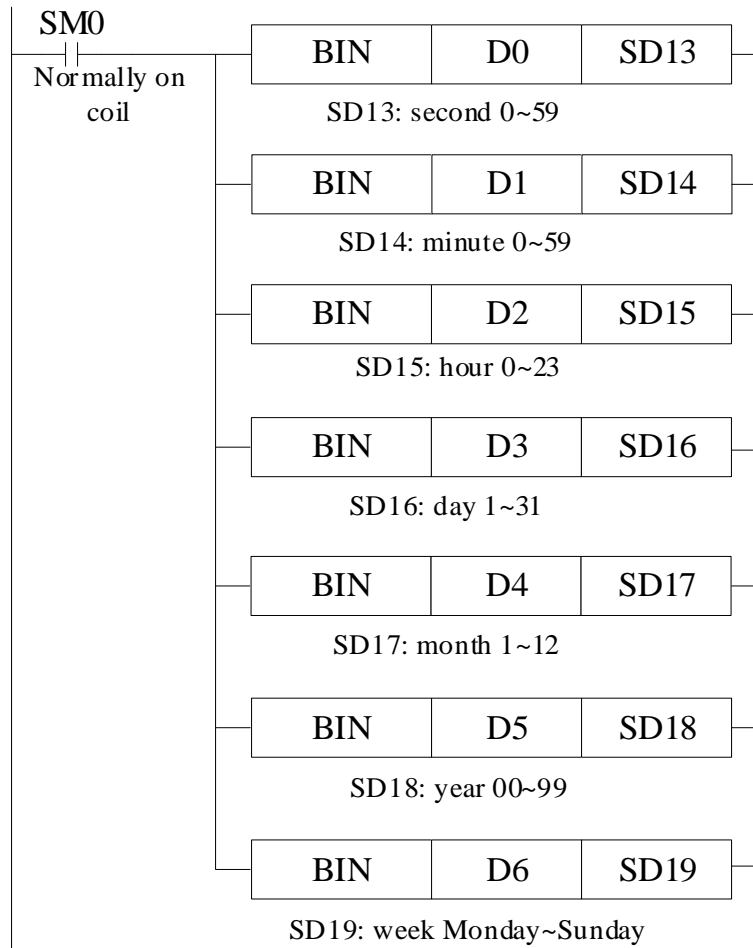 SM0
Normally on
coil
BIN D0 SD13
SD13: second 0~59
BIN D1 SD14
SD14: minute 0~59
BIN D2 SD15
SD15: hour 0~23
BIN D3 SD16
SD16: day 1~31
BIN D4 SD17
SD17: month 1~12
BIN D5 SD18
SD18: year 00~99
BIN D6 SD19
SD19: week Monday~Sunday